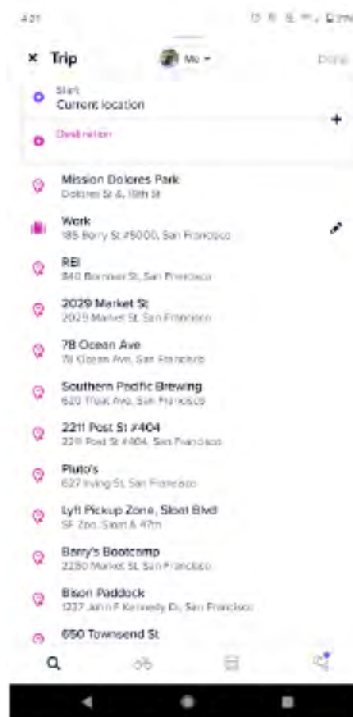 4:21
Trip
Me
Done
Start
Current location
Destination
Mission Dolores Park
Dolores St &, 19th St
Work
185 Berry St #5000, San Francisco
REI
840 Brannan St, San Francisco
2029 Market St
2029 Market St, San Francisco
78 Ocean Ave
78 Ocean Ave, San Francisco
Southern Pacific Brewing
620 Treat Ave, San Francisco
2211 Post St #404
2211 Post St #404, San Francisco
Pluto's
627 Irving St, San Francisco
Lyft Pickup Zone, Sloat Blvd
SF Zoo, Sloat & 47th
Barry's Bootcamp
2280 Market St, San Francisco
Bison Paddock
1237 John F Kennedy Dr, San Francisco
650 Townsend St